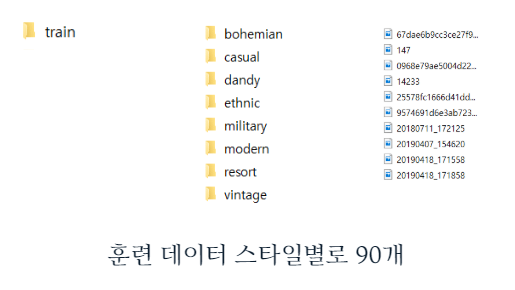 train
bohemian
casual
dandy
ethnic
military
modern
resort
vintage
67dae6b9cc3ce27f9...
147
0968e79ae5004d22...
14233
25578fc1666d41dd...
9574691d6e3ab723...
20180711_172125
20190407_154620
20190418_171558
20190418_171858
훈련 데이터 스타일별로 90개